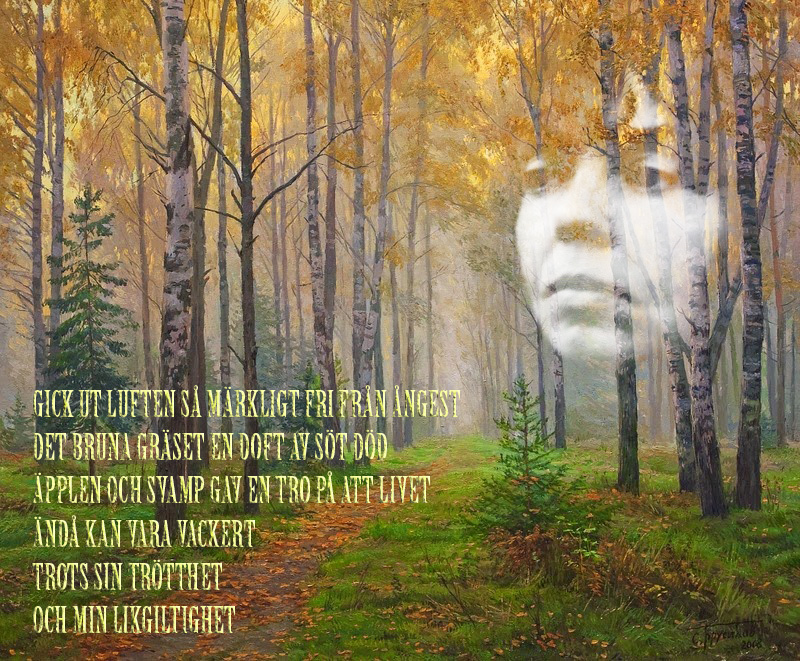 GICK UT LUFTEN SÅ MÄRKLIGT FRI FRÅN ÅNGEST
DET BRUNA GRÄSET EN DOFT AV SÖT DÖD
ÄPPLEN OCH SVAMP GAV EN TRO PÅ ATT LIVET
ÄNDÅ KAN VARA VACKERT
TROTS SIN TRÖTTHET
OCH MIN LIKGILTIGHET
2008